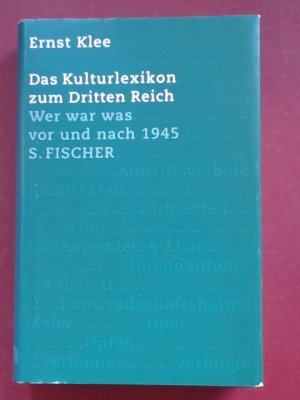 Ernst Klee
Das Kulturlexikon
zum Dritten Reich
Wer war was
vor und nach 1945
S. FISCHER
Auftrittsverbote
Architekten
Dirigenten
Film
Gottbegnadeten-Liste
Intendanten
Kabarett
Kameradschaftsheime
Maler Oper
Opfer
Verfemte Verfolgte